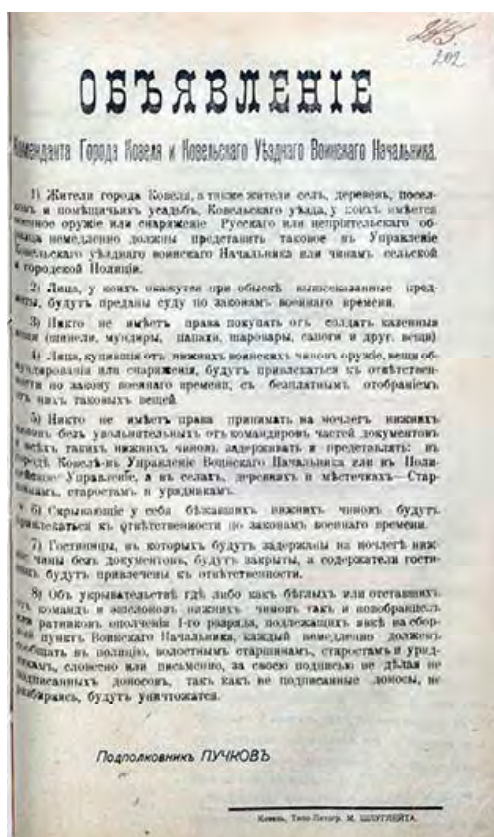 202
ОБЪЯВЛЕНІЕ
Коменданта Города Ковеля и Ковельскаго Уѣзднаго Воинскаго Начальника.
1) Жители города Ковеля, а также жители селъ, деревень, посел-
ковъ и помѣщичьихъ усадьбъ, Ковельскаго уѣзда, у коихъ имѣется
военное оружіе или снаряженіе Русскаго или непріятельскаго об-
разца немедленно должны представить таковое въ Управленіе
Ковельскаго уѣзднаго воинскаго Начальника или чинамъ сельской
и городской Полиціи.
2) Лица, у коихъ окажутся при обыскѣ вышесказанные пред-
меты, будутъ преданы суду по законамъ военнаго времени.
3) Никто не имѣетъ права покупать отъ солдатъ казенныя
вещи (шинели, мундиры, папахи, шаровары, сапоги и друг. вещи)
4) Лица, купившія отъ нижнихъ воинскихъ чиновъ оружіе, вещи об-
мундированія или снаряженія, будутъ привлекаться къ отвѣтствен-
ности по закону военнаго времени, съ безплатнымъ отобраніемъ
отъ нихъ таковыхъ вещей.
5) Никто не имѣетъ права принимать на ночлегъ нижнихъ
чиновъ безъ увольнительныхъ отъ командировъ частей документовъ
и всѣхъ такихъ нижнихъ чиновъ задерживать и представлять: въ
городѣ Ковелѣ-въ Управленіе Воинскаго Начальника или въ Поли-
цейское Управленіе, а въ селахъ, деревняхъ и мѣстечкахъ—Стар-
шинамъ, старостамъ и урядникамъ.
6) Скрывающіе у себя бѣжавшихъ нижнихъ чиновъ будутъ
привлекаться къ отвѣтственности по законамъ военнаго времени.
7) Гостиницы, въ которыхъ будутъ задержаны на ночлегѣ ниж-
ніе чины безъ документовъ, будутъ закрыты, а содержатели гости-
ницъ будутъ привлечены къ отвѣтственности.
8) Объ укрывательствѣ гдѣ либо какъ бѣглыхъ или отставшихъ
отъ командъ и эшелоновъ нижнихъ чиновъ такъ и новобранцевъ
или ратниковъ ополченія 1-го разряда, подлежащихъ явкѣ на сбор-
ный пунктъ Воинскаго Начальника, каждый немедленно долженъ
сообщать въ полицію, волостнымъ старшинамъ, старостамъ и уряд-
никамъ, словесно или письменно, за своею подписью не дѣлая не
подписанныхъ доносовъ, такъ какъ не подписанные доносы, не
разбираясь, будутъ уничтожатся.
Подполковникъ ПУЧКОВЪ
Ковель, Типо-Литогр. М. ШЛУГЛЕЙТА.